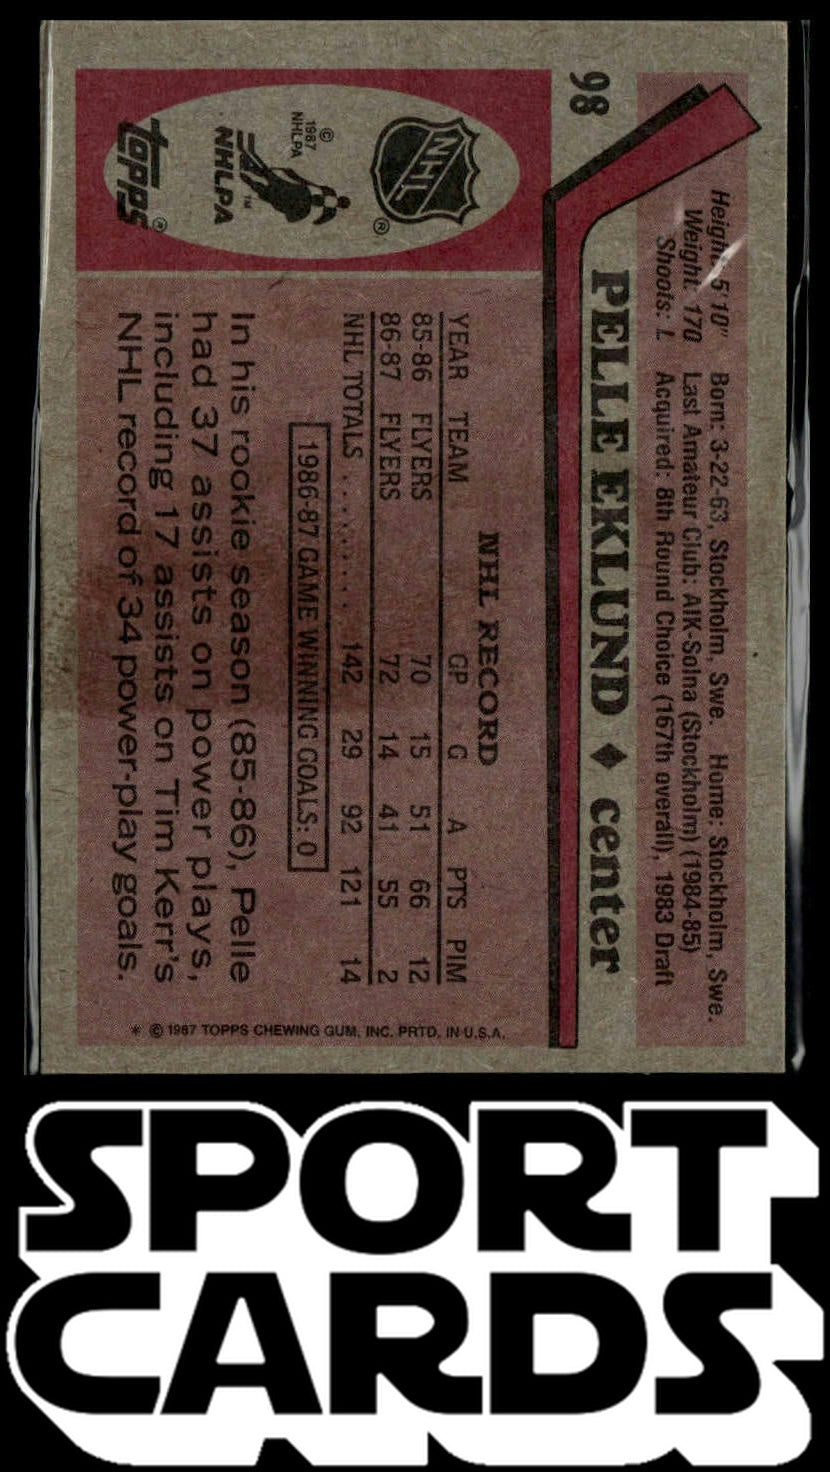 98
Height: 5'10" Born: 3-22-63, Stockholm, Swe. Home: Stockholm, Swe.
Weight: 170 Last Amateur Club: AIK-Solna (Stockholm) (1984-85)
Shoots: L Acquired: 8th Round Choice (167th overall), 1983 Draft
PELLE EKLUND ♦ center
NHL
®
© 1987 NHLPA
NHLPA
™
topps®
NHL RECORD
YEAR TEAM GP G A PTS PIM
85-86 FLYERS 70 15 51 66 12
86-87 FLYERS 72 14 41 55 2
NHL TOTALS . . . . . . . . . . 142 29 92 121 14
1986-87 GAME WINNING GOALS: 0
In his rookie season (85-86), Pelle
had 37 assists on power plays,
including 17 assists on Tim Kerr's
NHL record of 34 power-play goals.
* © 1987 TOPPS CHEWING GUM, INC. PRTD. IN U.S.A.
SPORT
CARDS